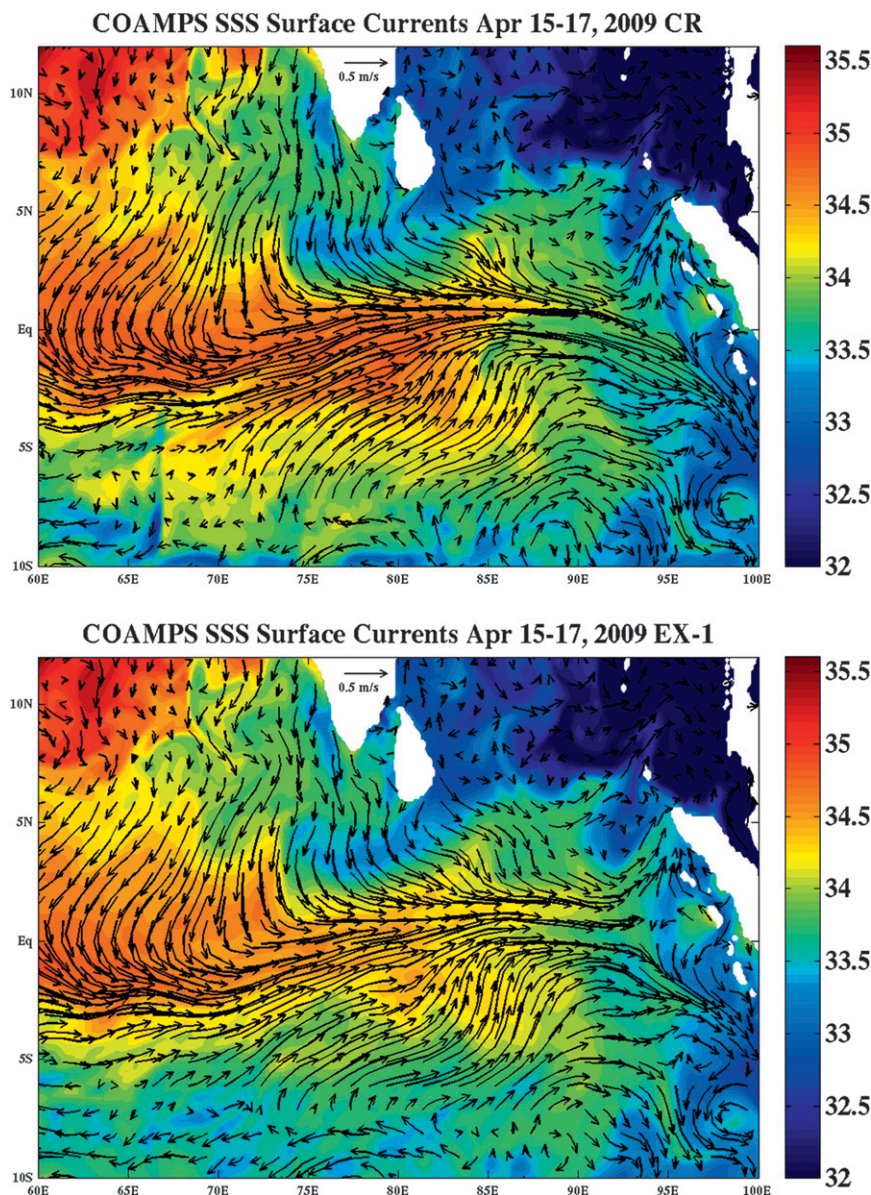 COAMPS SSS Surface Currents Apr 15-17, 2009 CR
0.5 m/s
10N
5N
Eq
5S
10S
60E 65E 70E 75E 80E 85E 90E 95E 100E
35.5
35
34.5
34
33.5
33
32.5
32
COAMPS SSS Surface Currents Apr 15-17, 2009 EX-1
0.5 m/s
10N
5N
Eq
5S
10S
60E 65E 70E 75E 80E 85E 90E 95E 100E
35.5
35
34.5
34
33.5
33
32.5
32